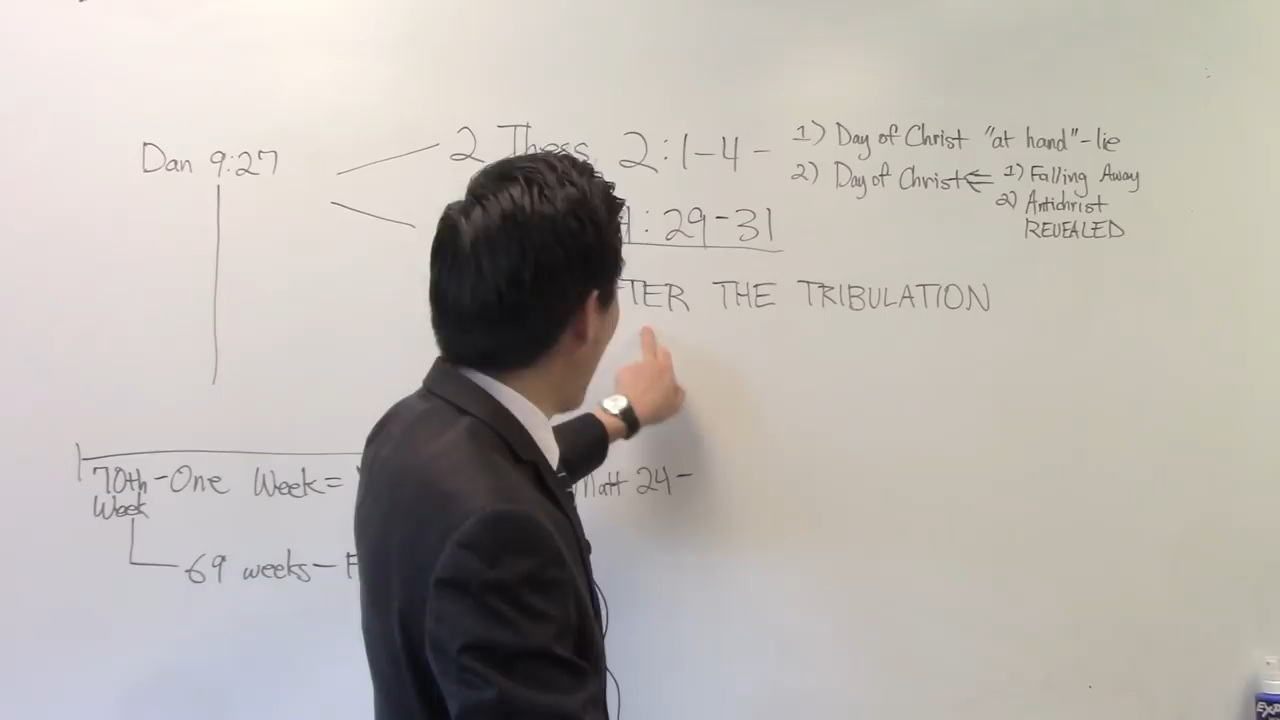 Dan 9:27
2 Thess. 2:1-4 -
1) Day of Christ "at hand" - lie
2) Day of Christ ⇐ 1) Falling Away
2) Antichrist
REVEALED
: 29-31
TER THE TRIBULATION
70th - One Week =
Week
Matt 24 -
69 weeks -
EXP